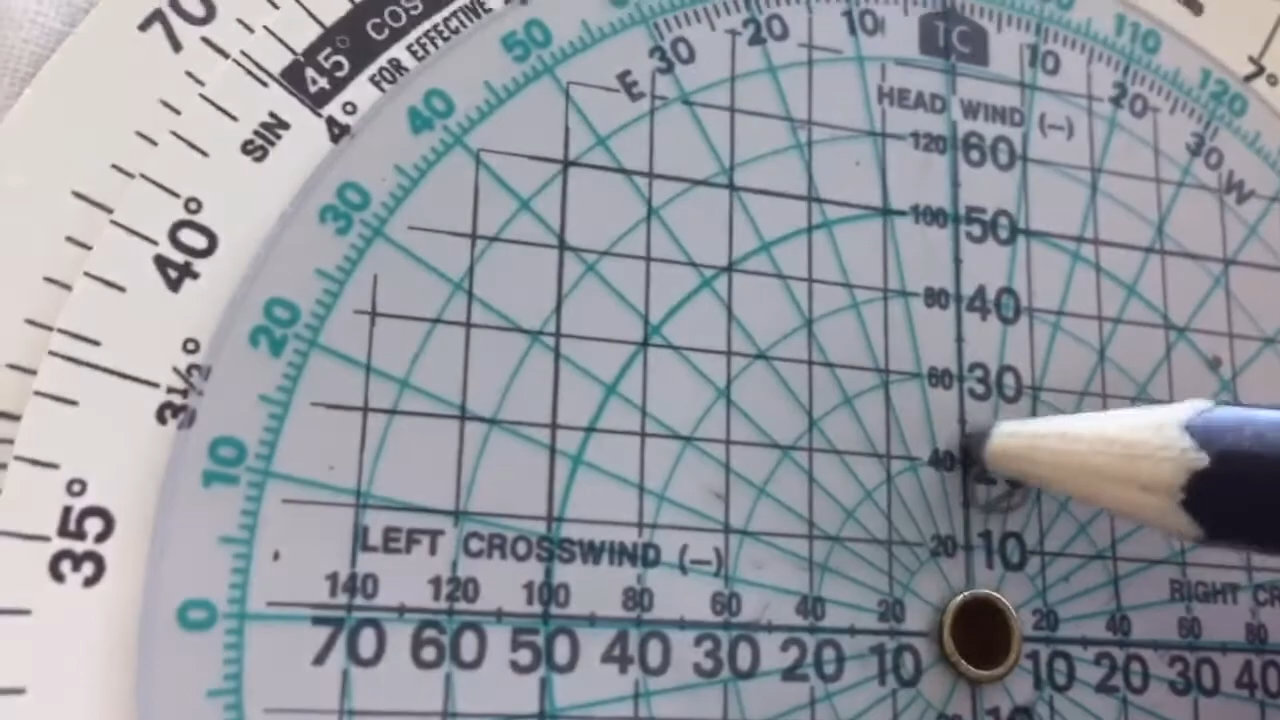 70
45° COS
FOR EFFECTIVE
SIN
4°
40°
3½°
35°
50
40
30
20
10
0
110
120
7°
E 30 20 10 TC 10 20 30 W
HEAD WIND (–)
120 60
100 50
80 40
60 30
40
20 10
LEFT CROSSWIND (–)
RIGHT
140 120 100 80 60 40 20 20 40 60 80
70 60 50 40 30 20 10 10 20 30 40
10